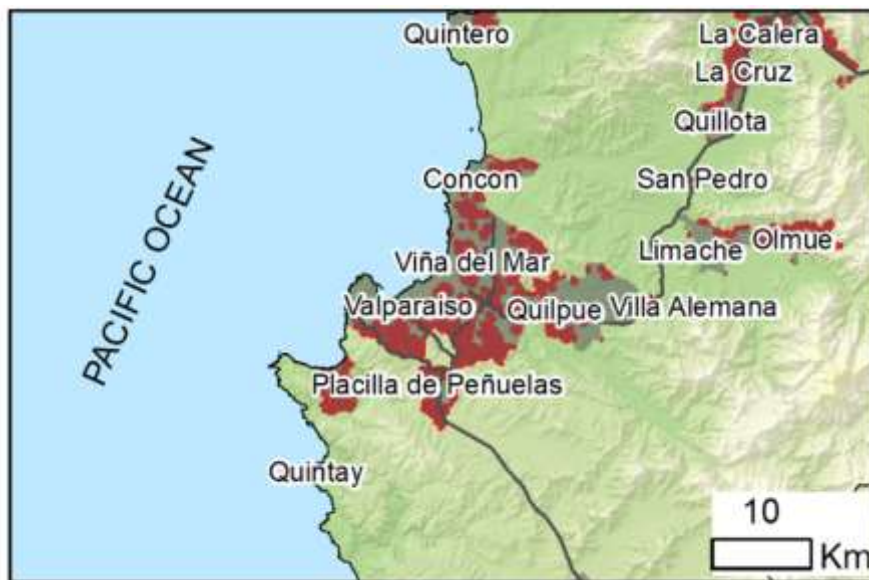 Quintero
La Calera
La Cruz
Quillota
Concon
San Pedro
Limache
Olmue
Viña del Mar
Valparaiso
Quilpue
Villa Alemana
Placilla de Peñuelas
Quintay
PACIFIC OCEAN
10
Km